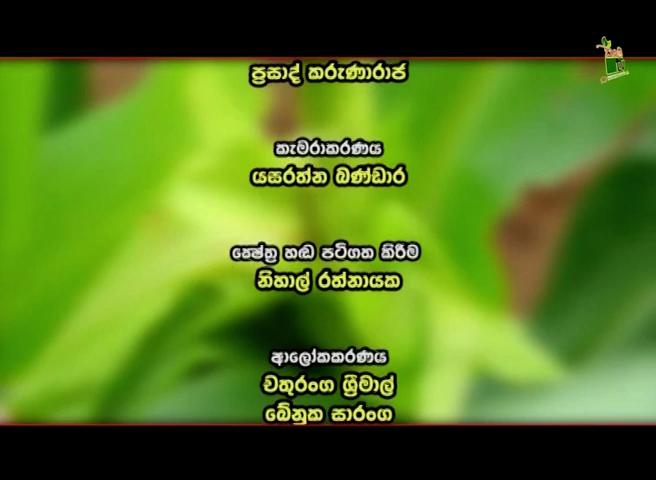 ප්‍රසාද් කරුණාරාජ
කැමරාකරණය
යසරත්න බණ්ඩාර
ක්‍ෂේත්‍ර හඬ පටිගත කිරීම
නිහාල් රත්නායක
ආලෝකකරණය
චතුරංග ශ්‍රීමාල්
ඛේනුක සාරංග